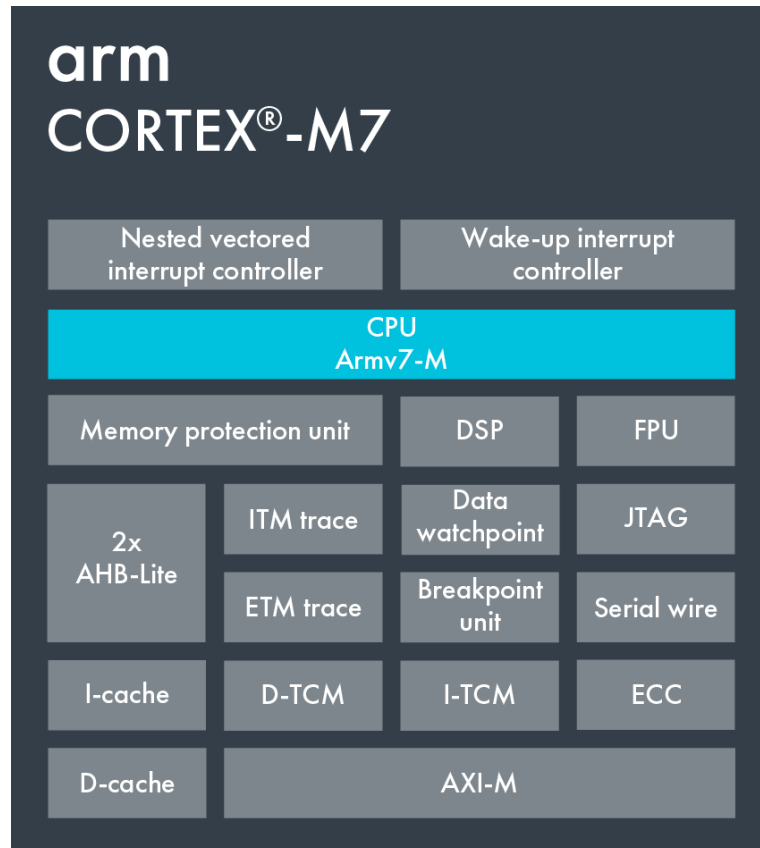 arm
CORTEX®-M7
Nested vectored
interrupt controller
Wake-up interrupt
controller
CPU
Armv7-M
Memory protection unit
DSP
FPU
2x
AHB-Lite
ITM trace
Data
watchpoint
JTAG
ETM trace
Breakpoint
unit
Serial wire
I-cache
D-TCM
I-TCM
ECC
D-cache
AXI-M